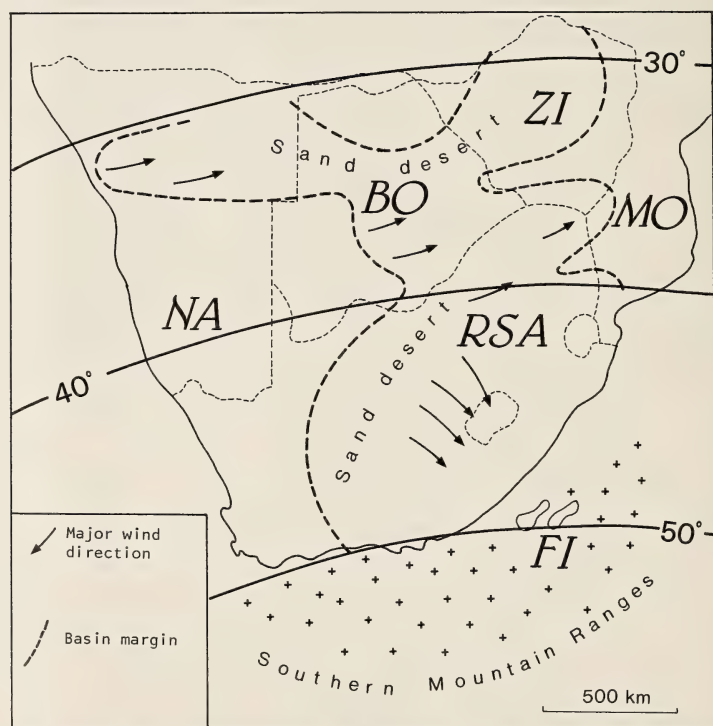 30°
ZI
Sand desert
BO
MO
NA
RSA
Sand desert
40°
50°
FI
Southern Mountain Ranges
Major wind
direction
Basin margin
500 km